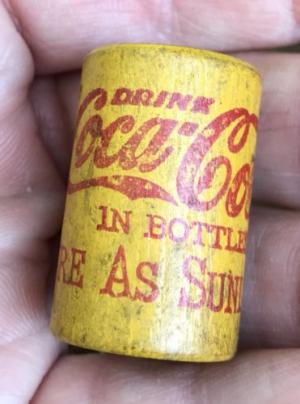 DRINK
Coca-Co
IN BOTTLE
RE AS SUN